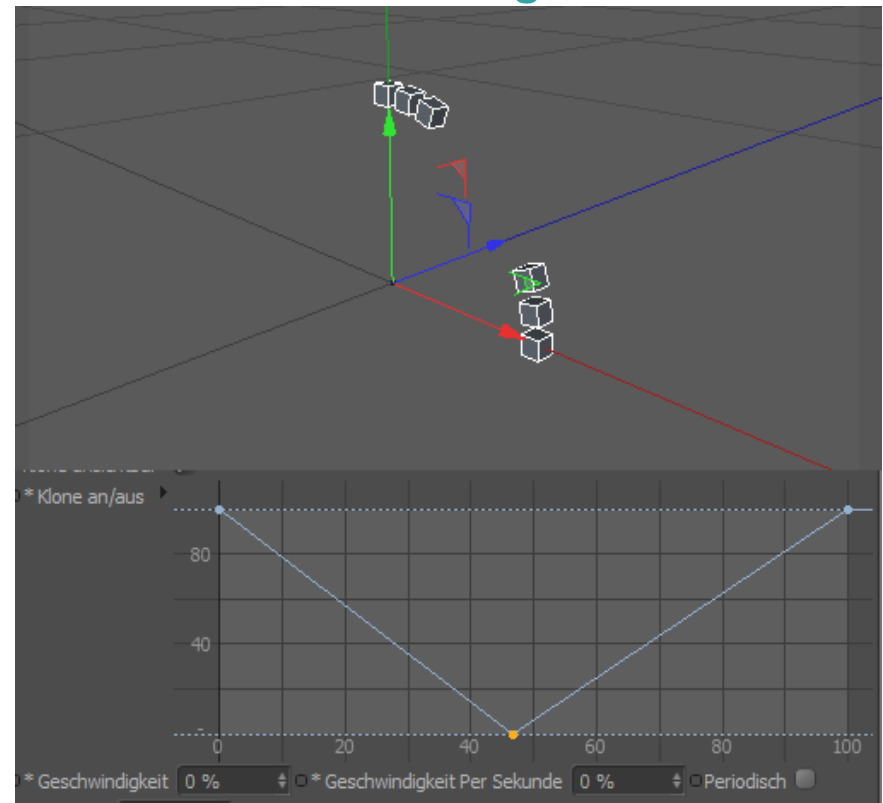 * Klone an/aus
80
40
0 20 40 60 80 100
* Geschwindigkeit 0 % * Geschwindigkeit Per Sekunde 0 % Periodisch